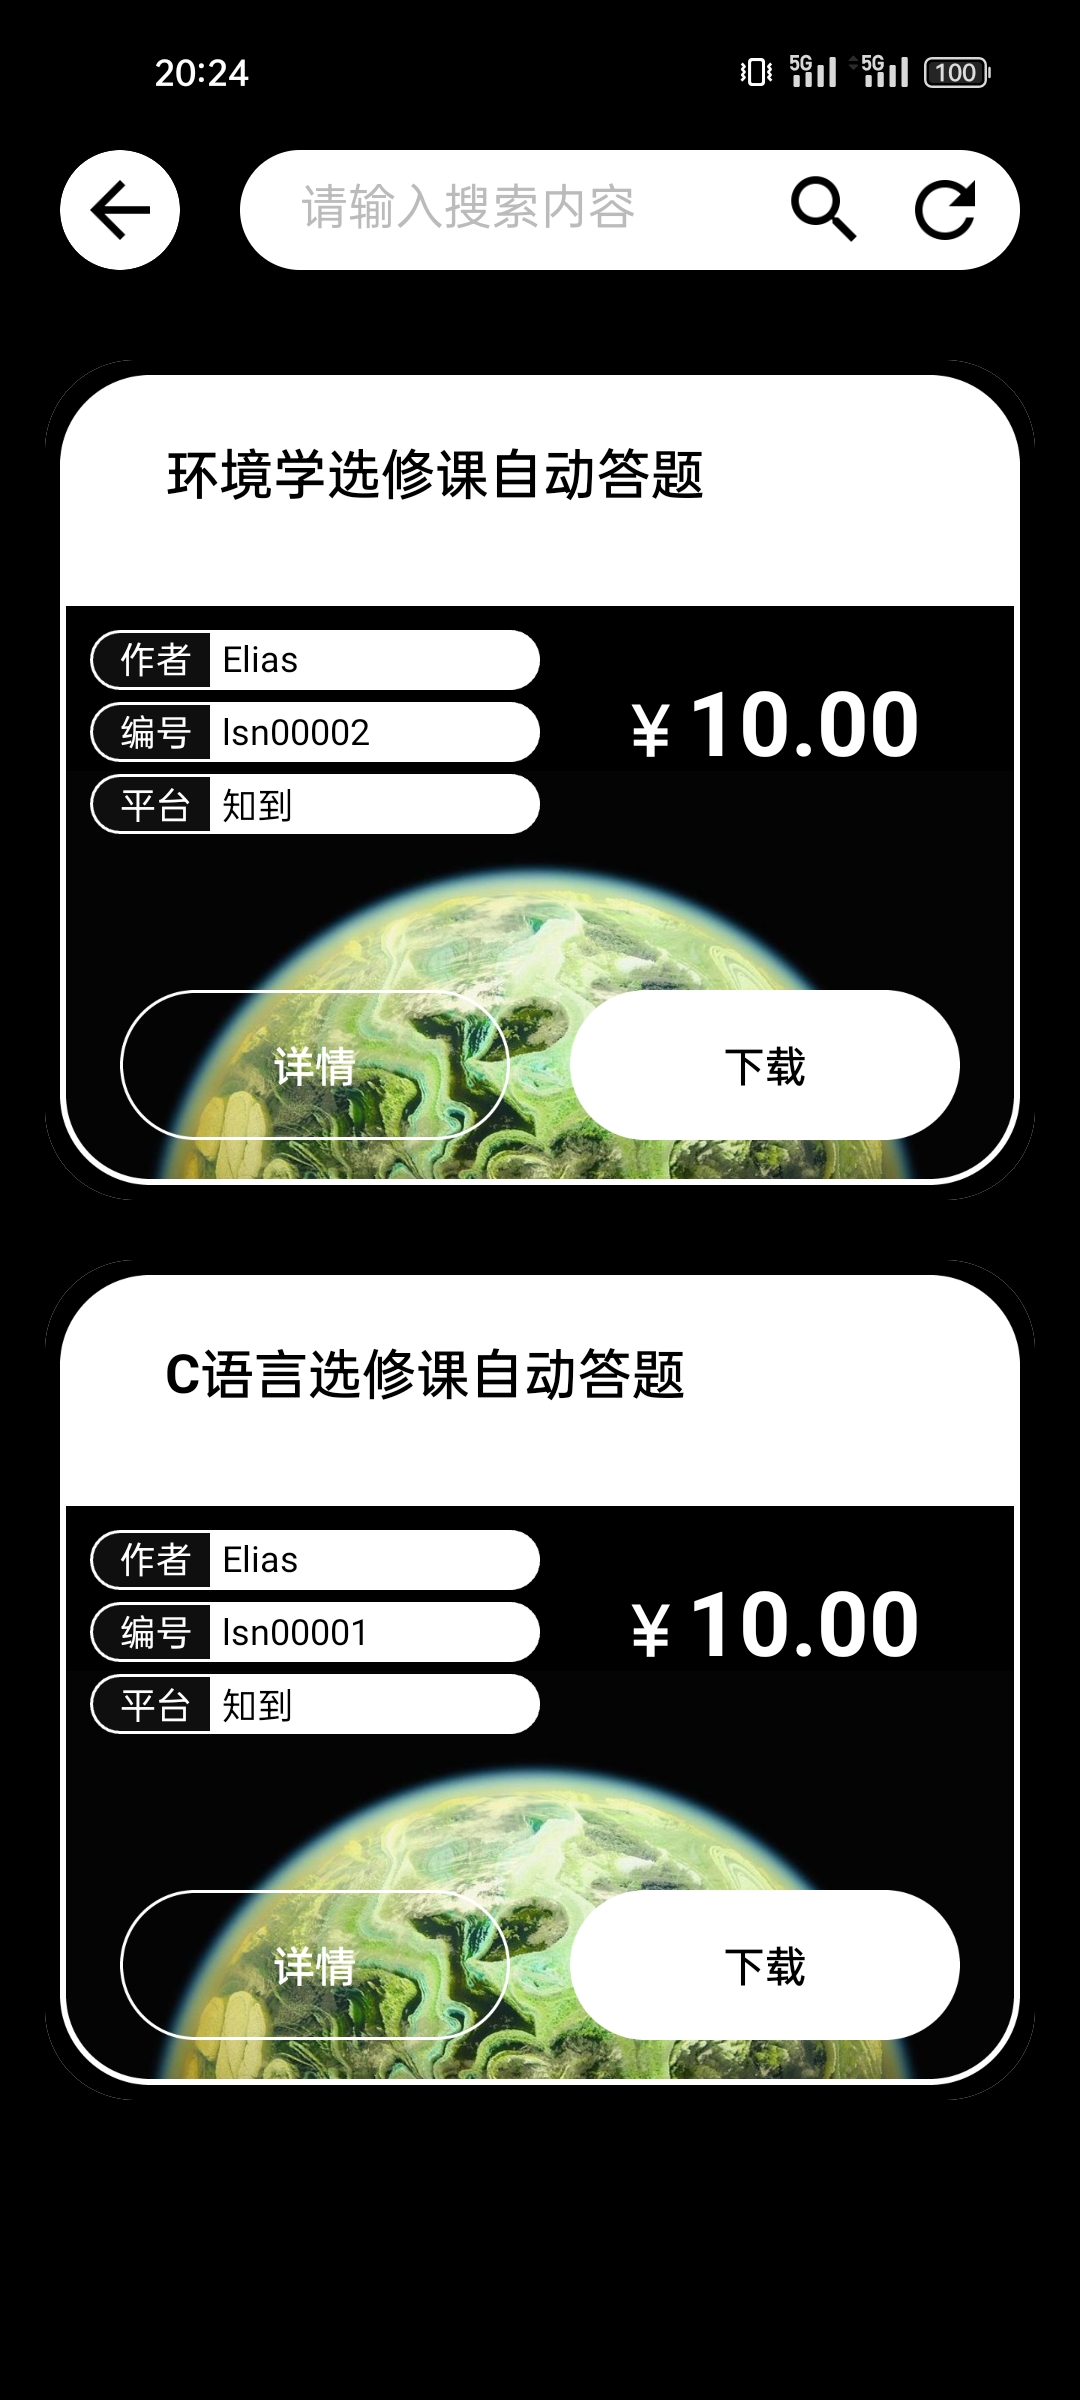 20:24
5G 5G 100
请输入搜索内容
环境学选修课自动答题
作者 Elias
编号 lsn00002
平台 知到
¥ 10.00
详情 下载
C语言选修课自动答题
作者 Elias
编号 lsn00001
平台 知到
¥ 10.00
详情 下载